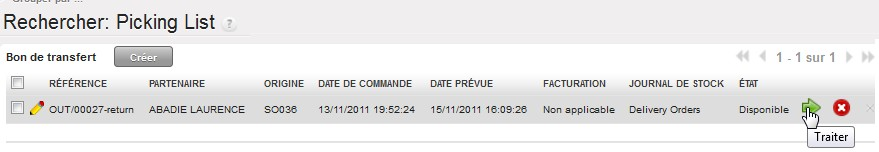 Rechercher: Picking List ?
Bon de transfert Créer 1 - 1 sur 1
RÉFÉRENCE PARTENAIRE ORIGINE DATE DE COMMANDE DATE PRÉVUE FACTURATION JOURNAL DE STOCK ÉTAT
OUT/00027-return ABADIE LAURENCE SO036 13/11/2011 19:52:24 15/11/2011 16:09:26 Non applicable Delivery Orders Disponible
Traiter